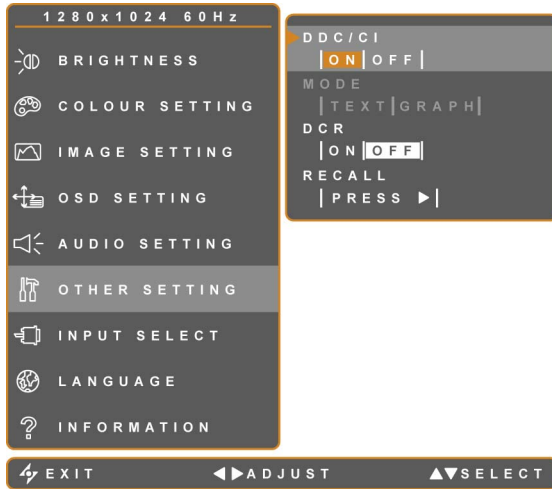 1280x1024 60Hz
BRIGHTNESS
COLOUR SETTING
IMAGE SETTING
OSD SETTING
AUDIO SETTING
OTHER SETTING
INPUT SELECT
LANGUAGE
INFORMATION
DDC/CI
ON OFF
MODE
TEXT GRAPH
DCR
ON OFF
RECALL
PRESS ▶
EXIT ◀▶ADJUST ▲▼SELECT